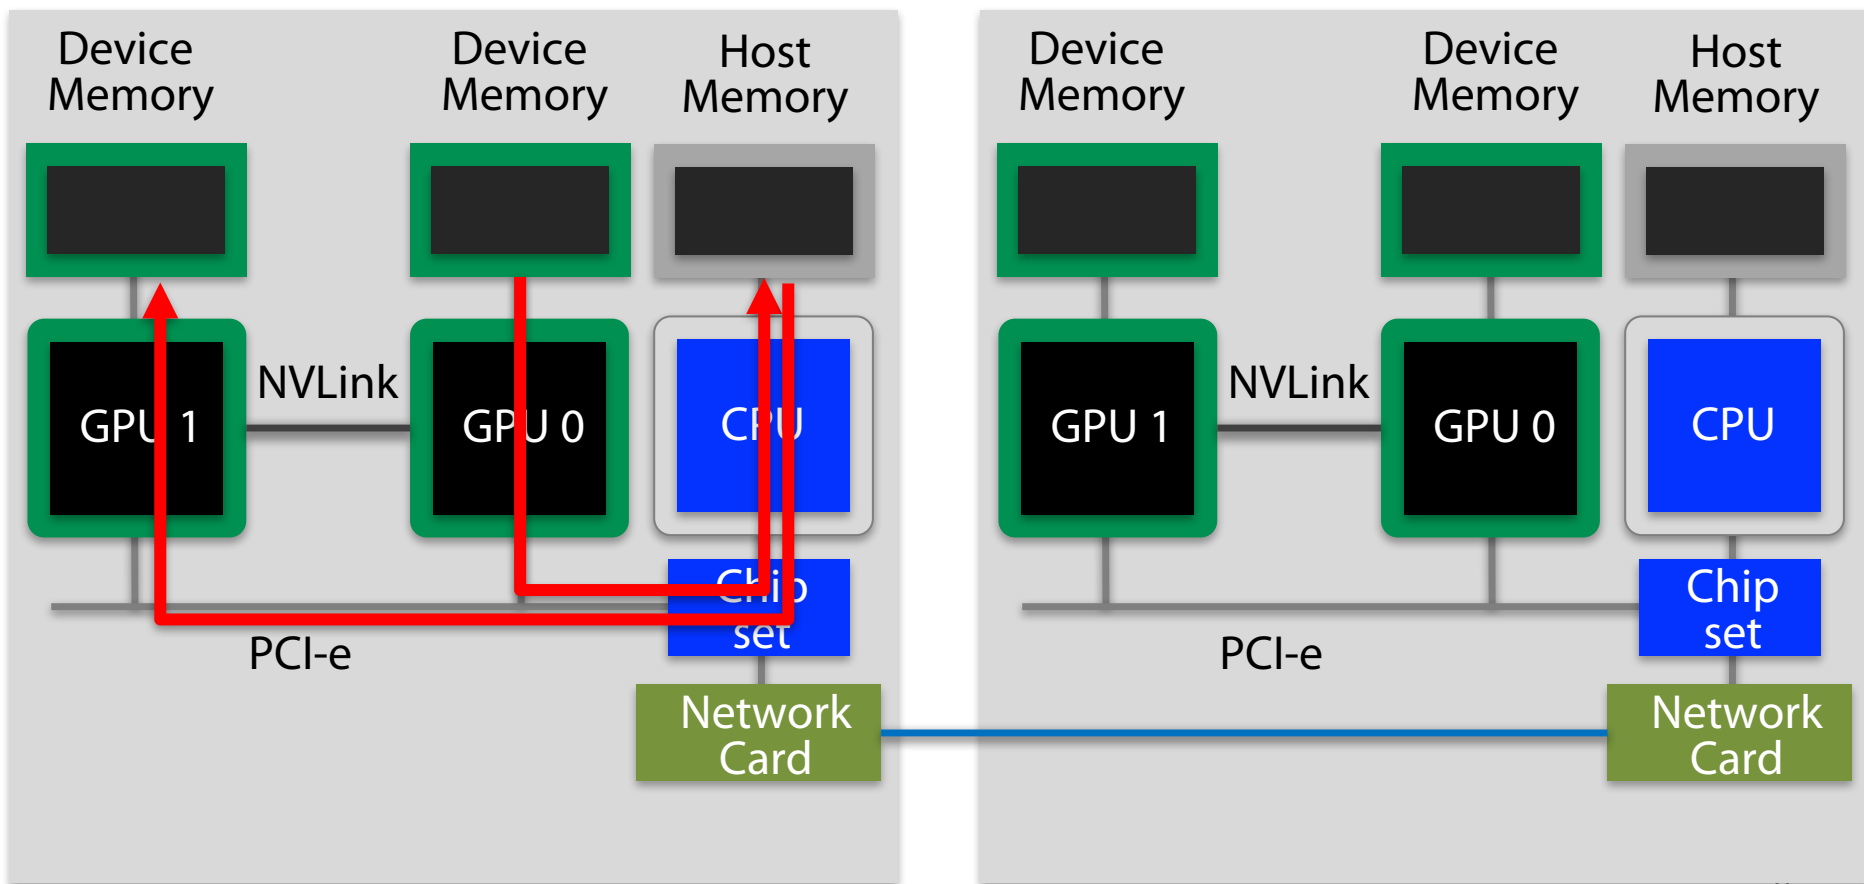 Device
Memory
Device
Memory
Host
Memory
GPU 1
NVLink
GPU 0
CPU
Chip
set
PCI-e
Network
Card
Device
Memory
Device
Memory
Host
Memory
GPU 1
NVLink
GPU 0
CPU
Chip
set
PCI-e
Network
Card